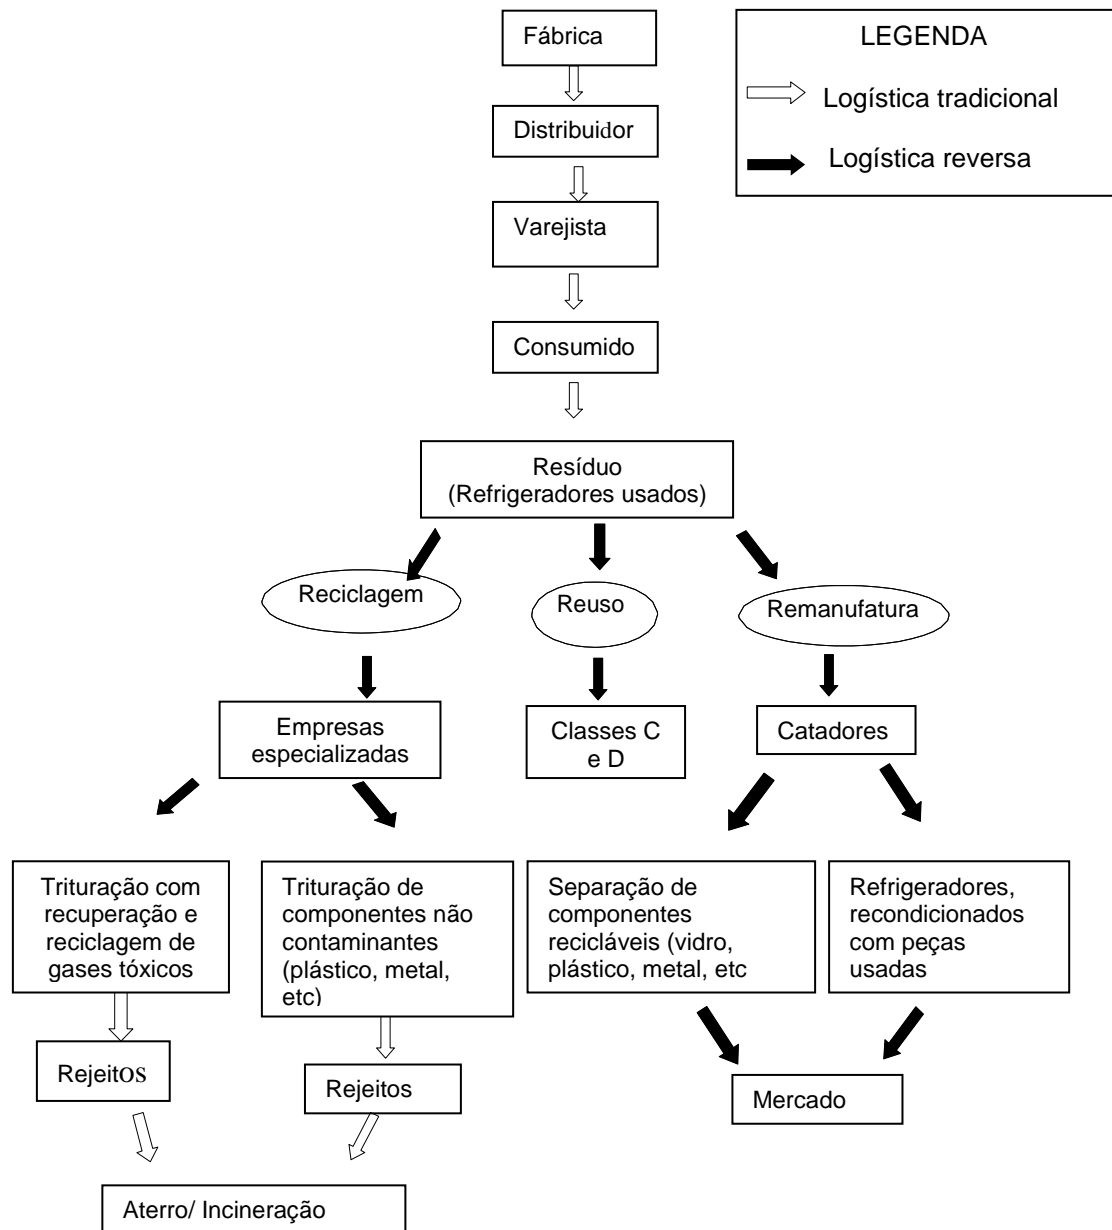 Fábrica
LEGENDA
Logística tradicional
Logística reversa
Distribuidor
Varejista
Consumido
Resíduo
(Refrigeradores usados)
Reciclagem
Reuso
Remanufatura
Empresas
especializadas
Classes C
e D
Catadores
Trituração com
recuperação e
reciclagem de
gases tóxicos
Trituração de
componentes não
contaminantes
(plástico, metal,
etc)
Separação de
componentes
recicláveis (vidro,
plástico, metal, etc
Refrigeradores,
recondicionados
com peças
usadas
Rejeitos
Rejeitos
Mercado
Aterro/ Incineração